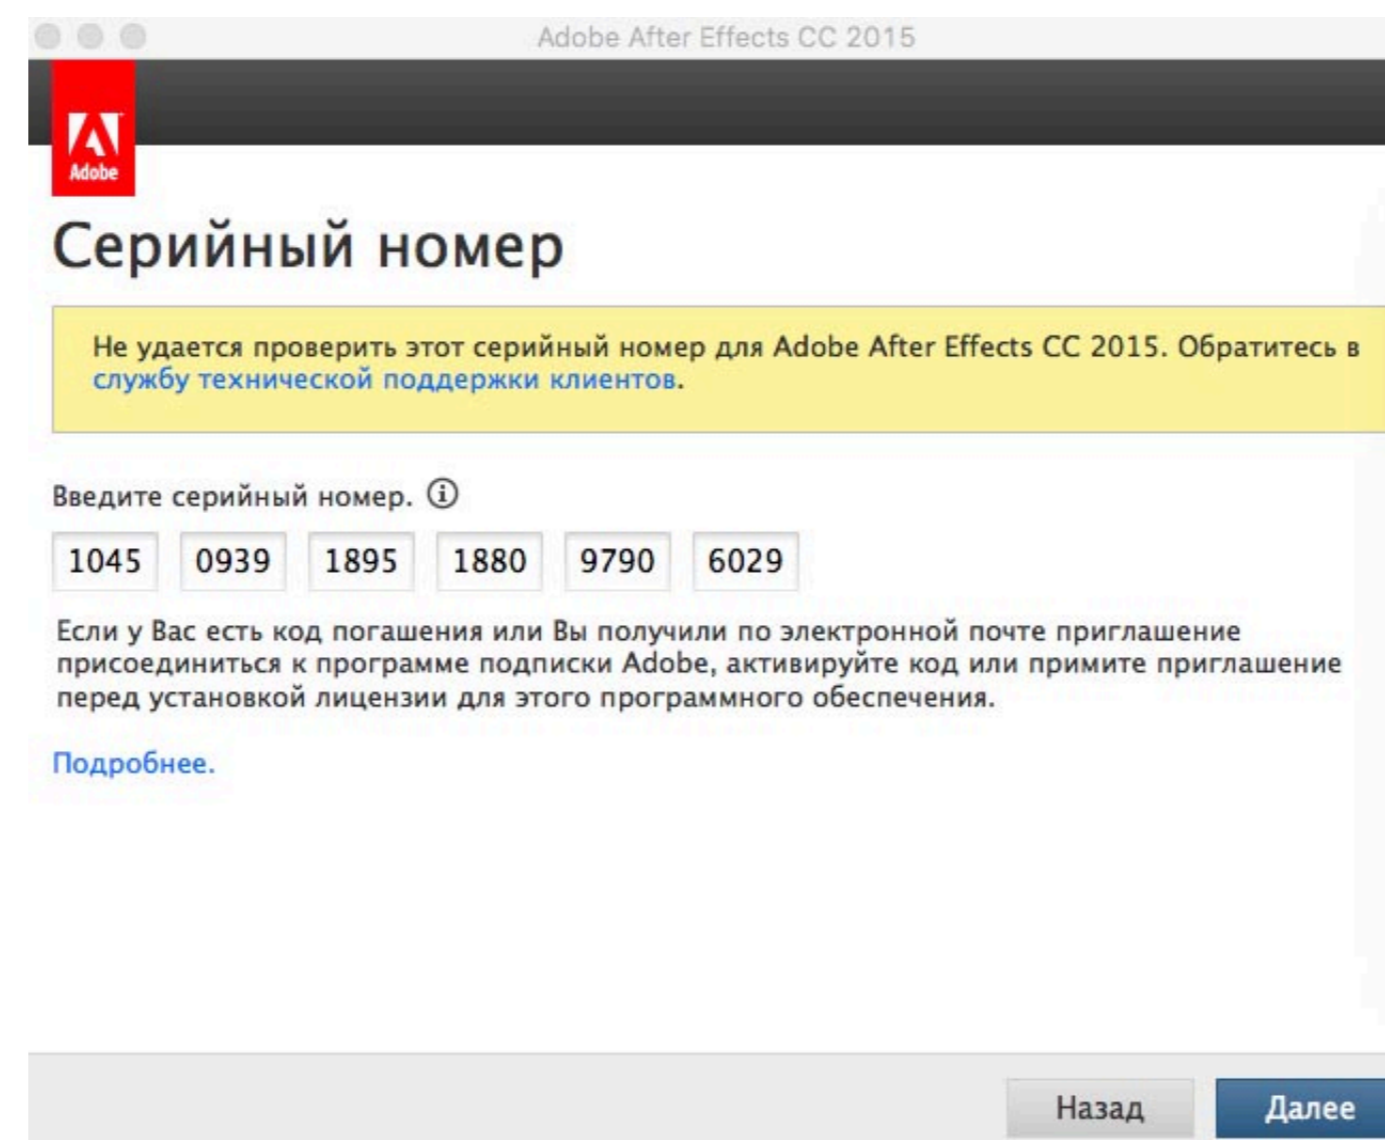 Adobe After Effects CC 2015
Adobe
Серийный номер
Не удается проверить этот серийный номер для Adobe After Effects CC 2015. Обратитесь в
службу технической поддержки клиентов.
Введите серийный номер.
1045 0939 1895 1880 9790 6029
Если у Вас есть код погашения или Вы получили по электронной почте приглашение
присоединиться к программе подписки Adobe, активируйте код или примите приглашение
перед установкой лицензии для этого программного обеспечения.
Подробнее.
Назад Далее